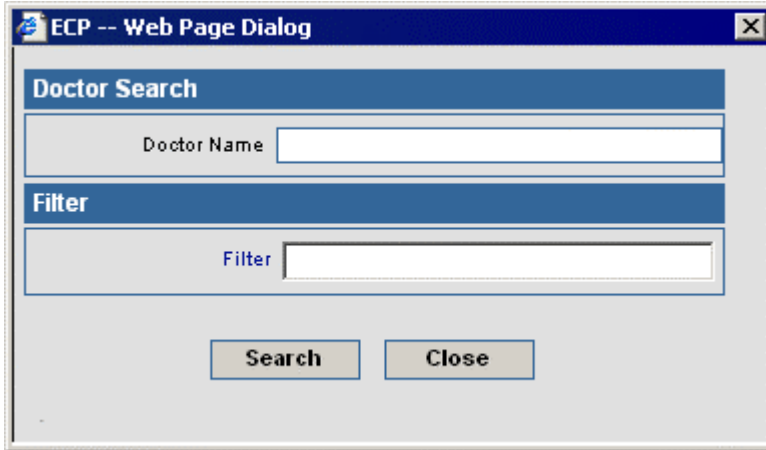 ECP -- Web Page Dialog
Doctor Search
Doctor Name
Filter
Filter
Search Close